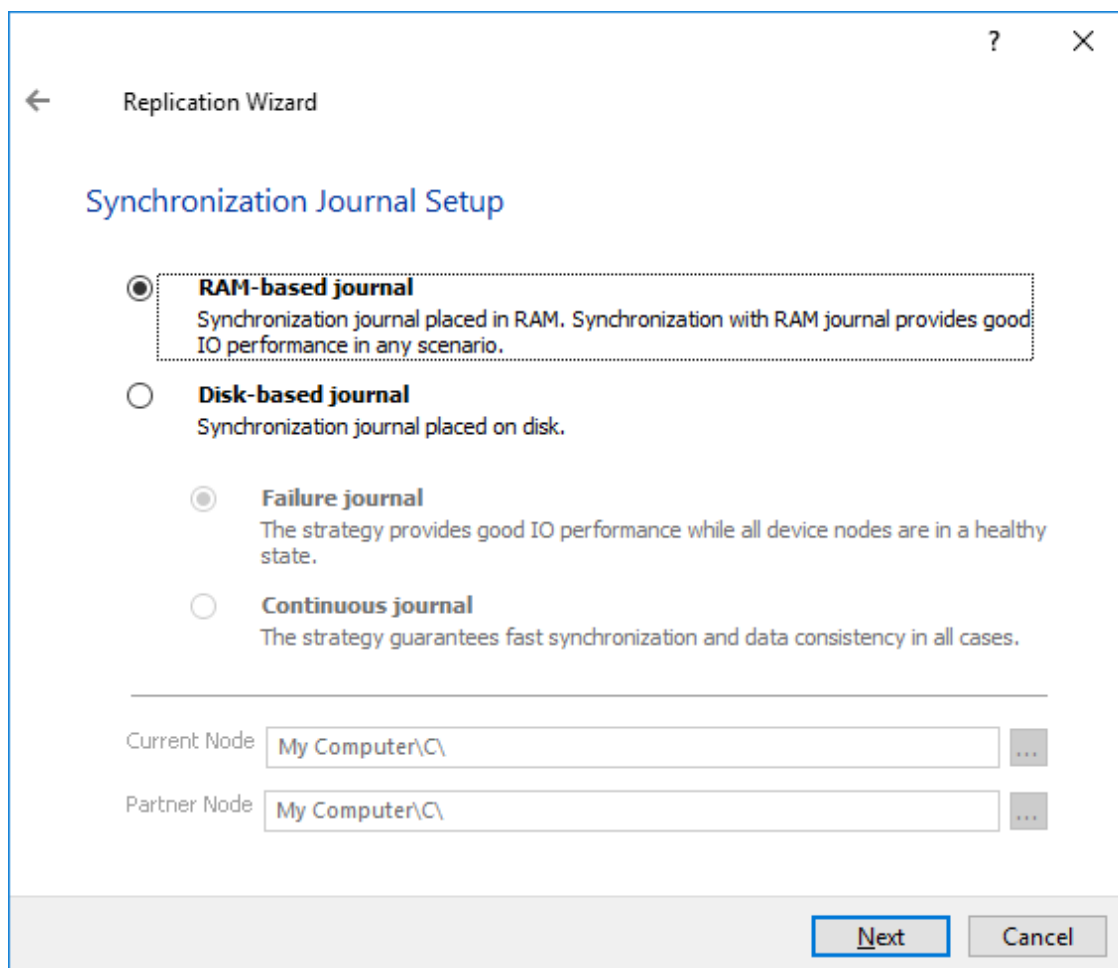 ?
Replication Wizard
Synchronization Journal Setup
RAM-based journal
Synchronization journal placed in RAM. Synchronization with RAM journal provides good
IO performance in any scenario.
Disk-based journal
Synchronization journal placed on disk.
Failure journal
The strategy provides good IO performance while all device nodes are in a healthy
state.
Continuous journal
The strategy guarantees fast synchronization and data consistency in all cases.
Current Node My Computer\C\ ...
Partner Node My Computer\C\ ...
Next Cancel